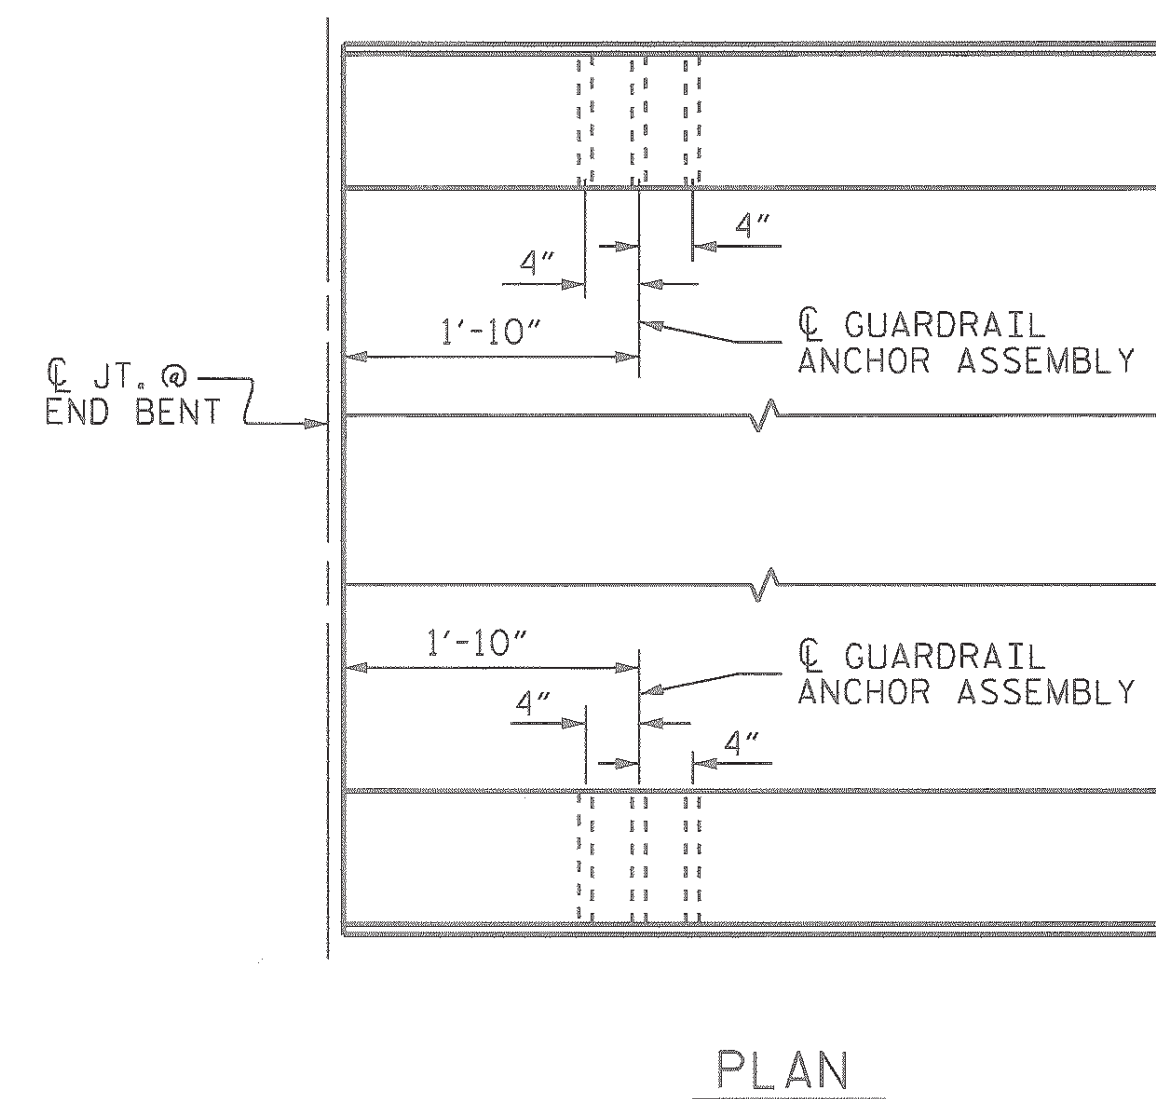 4"
4"
1'-10"
℄ GUARDRAIL
ANCHOR ASSEMBLY
℄ JT. @
END BENT
1'-10"
℄ GUARDRAIL
ANCHOR ASSEMBLY
4"
4"
PLAN